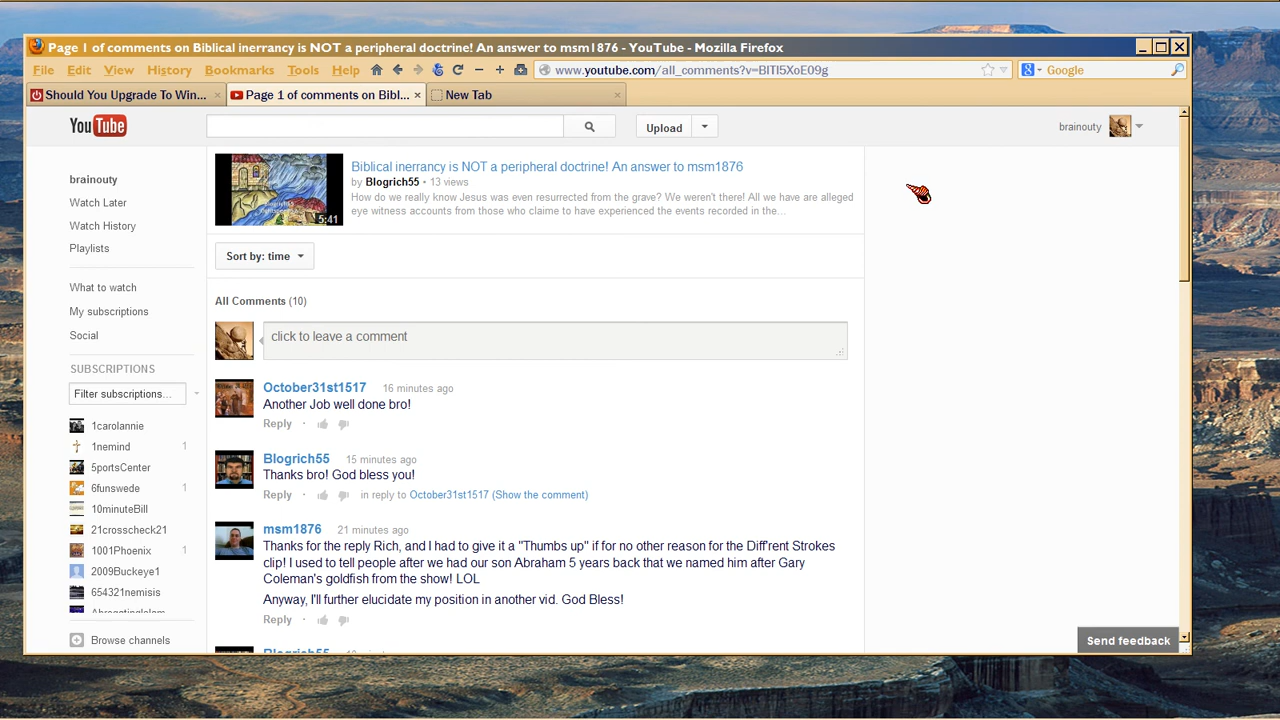 Page 1 of comments on Biblical inerrancy is NOT a peripheral doctrine! An answer to msm1876 - YouTube - Mozilla Firefox
File Edit View History Bookmarks Tools Help
www.youtube.com/all_comments?v=BITI5XoE09g
Google
Should You Upgrade To Win...
Page 1 of comments on Bibl...
New Tab
YouTube
Upload
brainouty
brainouty
Watch Later
Watch History
Playlists
What to watch
My subscriptions
Social
SUBSCRIPTIONS
Filter subscriptions...
1carolannie
1nemind 1
5portsCenter
6funswede 1
10minuteBill
21crosscheck21
1001Phoenix 1
2009Buckeye1
654321nemisis
Browse channels
5:41
Biblical inerrancy is NOT a peripheral doctrine! An answer to msm1876
by Blogrich55 • 13 views
How do we really know Jesus was even resurrected from the grave? We weren't there! All we have are alleged
eye witness accounts from those who claim to have experienced the events recorded in the...
Sort by: time
All Comments (10)
click to leave a comment
October31st1517 16 minutes ago
Another Job well done bro!
Reply ·
Blogrich55 15 minutes ago
Thanks bro! God bless you!
Reply · in reply to October31st1517 (Show the comment)
msm1876 21 minutes ago
Thanks for the reply Rich, and I had to give it a "Thumbs up" if for no other reason for the Diff'rent Strokes
clip! I used to tell people after we had our son Abraham 5 years back that we named him after Gary
Coleman's goldfish from the show! LOL
Anyway, I'll further elucidate my position in another vid. God Bless!
Reply ·
Blogrich55
Send feedback